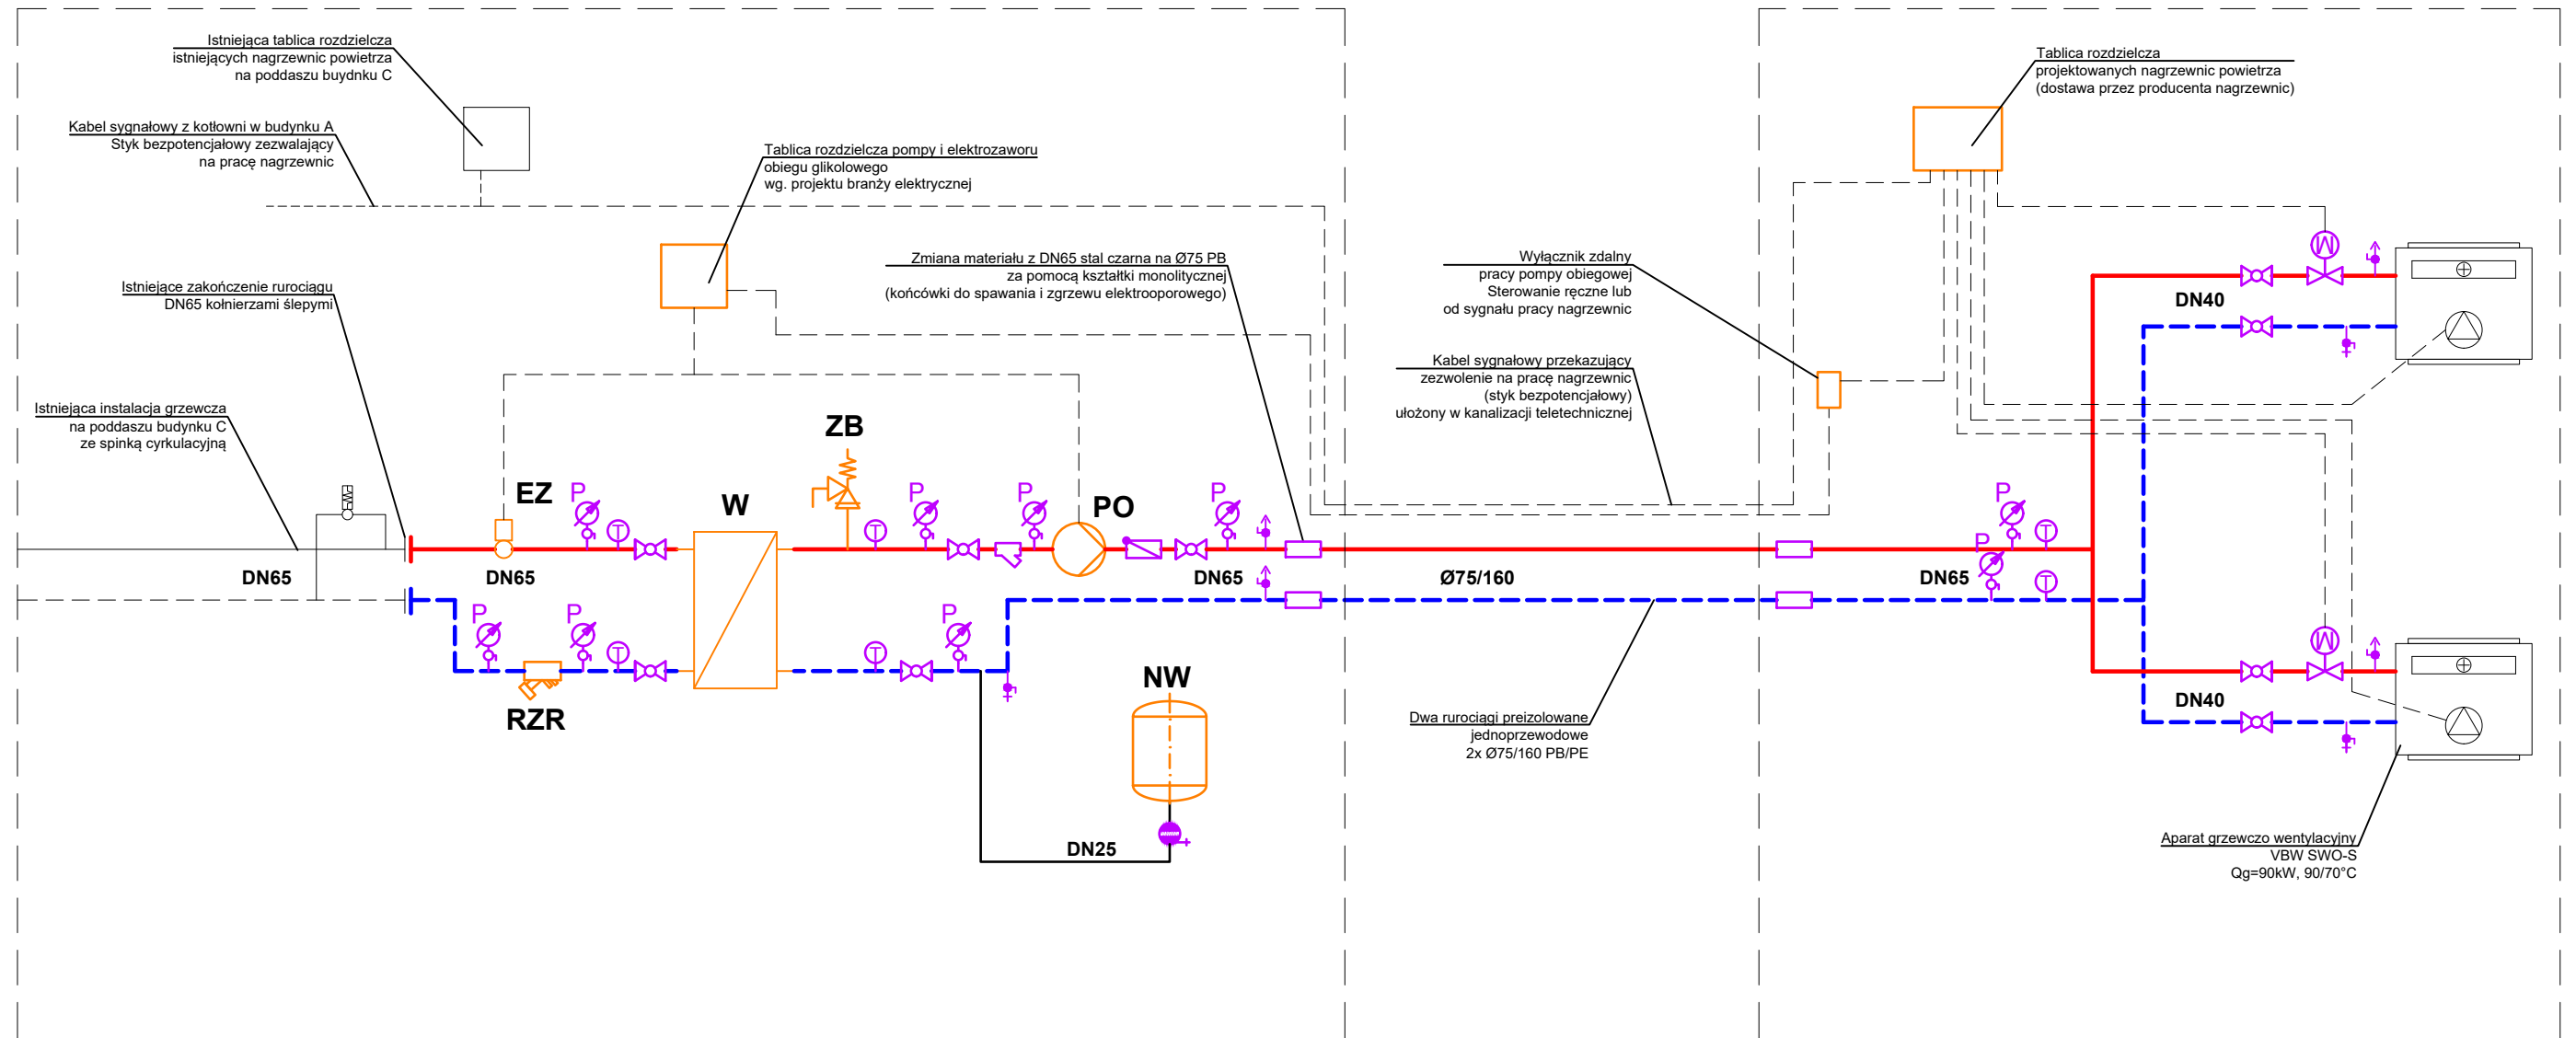 Istniejąca tablica rozdzielcza
istniejących nagrzewnic powietrza
na poddaszu buydnku C
Kabel sygnałowy z kotłowni w budynku A
Styk bezpotencjałowy zezwalający
na pracę nagrzewnic
Tablica rozdzielcza pompy i elektrozaworu
obiegu glikolowego
wg. projektu branży elektrycznej
Istniejące zakończenie rurociągu
DN65 kołnierzami ślepymi
Zmiana materiału z DN65 stal czarna na Ø75 PB
za pomocą kształtki monolitycznej
(końcówki do spawania i zgrzewu elektrooporowego)
Istniejąca instalacja grzewcza
na poddaszu budynku C
ze spinką cyrkulacyjną
Tablica rozdzielcza
projektowanych nagrzewnic powietrza
(dostawa przez producenta nagrzewnic)
Wyłącznik zdalny
pracy pompy obiegowej
Sterowanie ręczne lub
od sygnału pracy nagrzewnic
Kabel sygnałowy przekazujący
zezwolenie na pracę nagrzewnic
(styk bezpotencjałowy)
ułożony w kanalizacji teletechnicznej
M
DN40
ZB
EZ
P
T
W
T
P
P
PO
P
P
T
P
T
DN65
DN65
DN65
Ø75/160
DN65
P
P
T
RZR
T
P
NW
DN25
M
DN40
Dwa rurociągi preizolowane
jednoprzewodowe
2x Ø75/160 PB/PE
Aparat grzewczo wentylacyjny
VBW SWO-S
Qg=90kW, 90/70°C